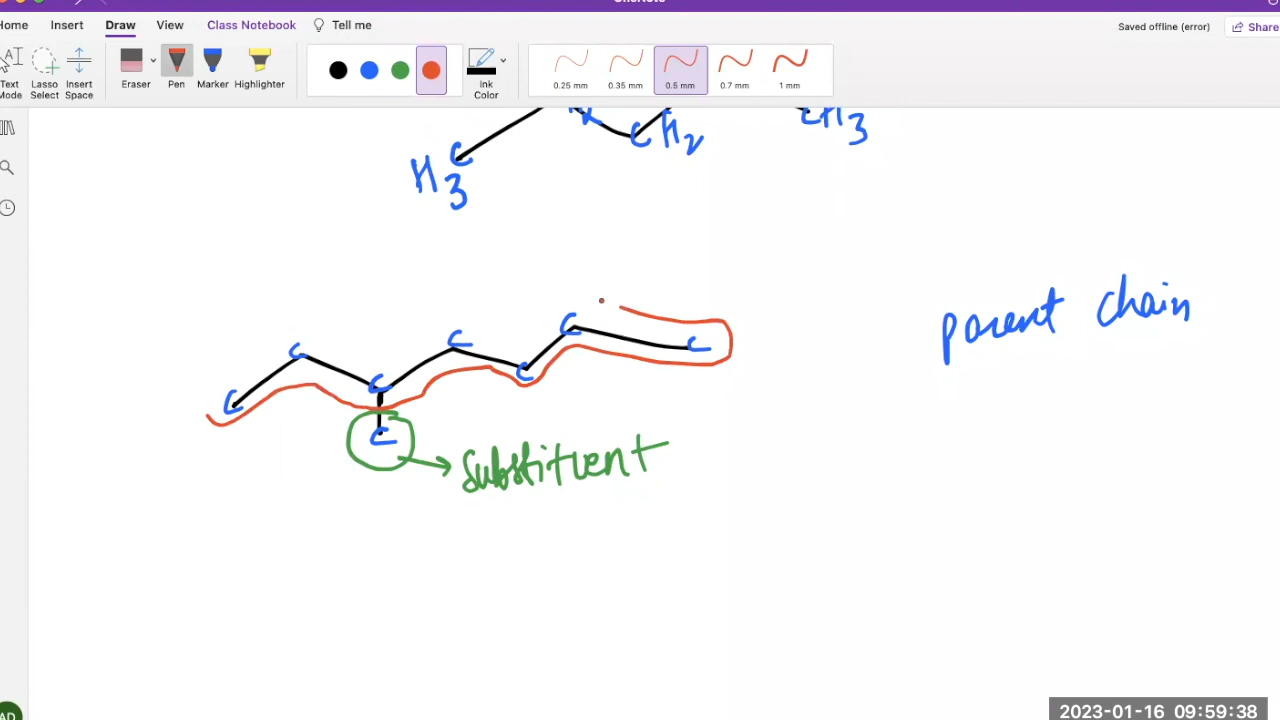 OneNote
Home Insert Draw View Class Notebook Tell me Saved offline (error) Share
Text Mode Lasso Select Insert Space Eraser Pen Marker Highlighter Ink Color 0.25 mm 0.35 mm 0.5 mm 0.7 mm 1 mm
CH3
CH2
H3C
parent chain
C C C C C C C
C
substituent
AD
2023-01-16 09:59:38